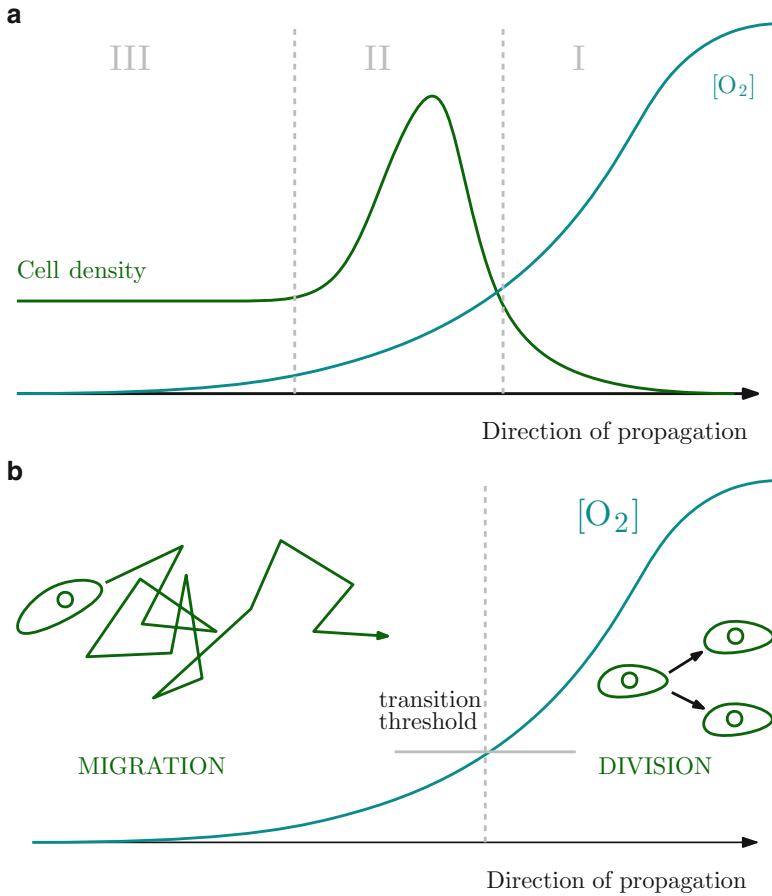 a
III
II
I
[O₂]
Cell density
Direction of propagation
b
[O₂]
transition
threshold
MIGRATION
DIVISION
Direction of propagation